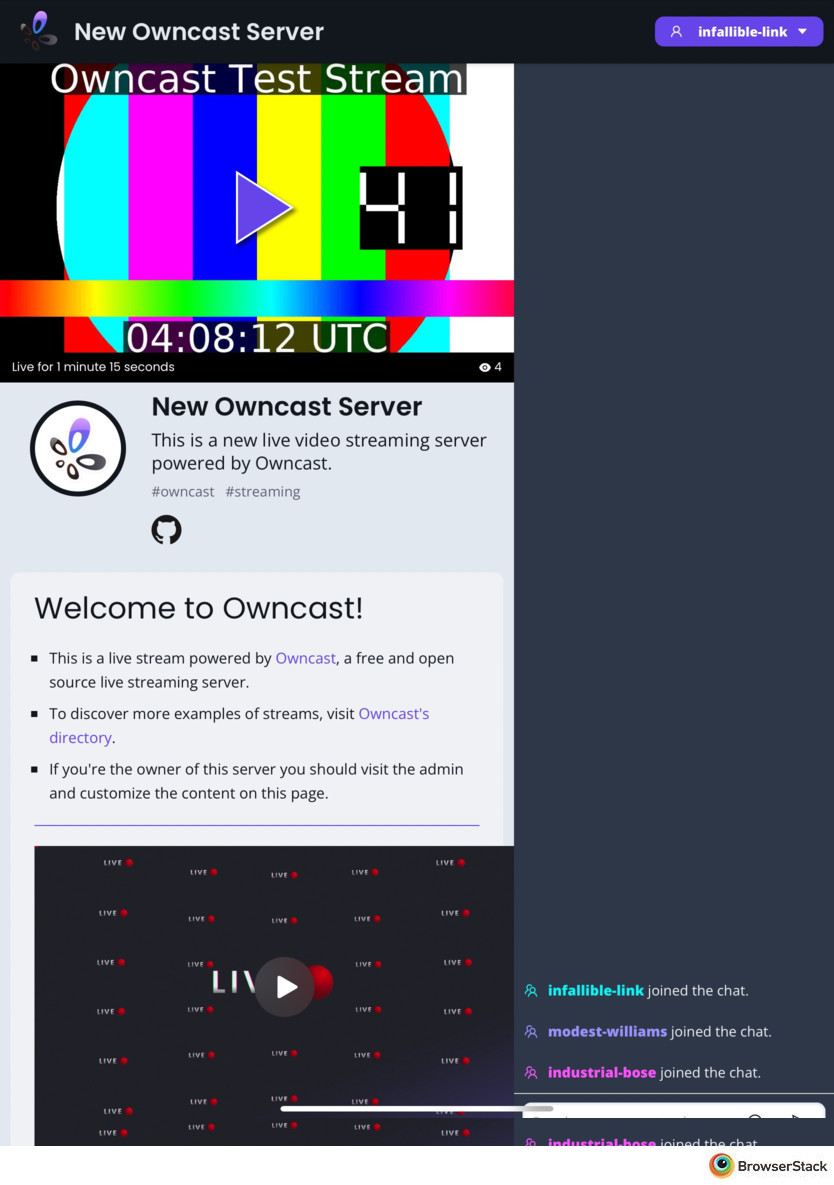 New Owncast Server
infallible-link
Owncast Test Stream
41
04:08:12 UTC
Live for 1 minute 15 seconds
4
New Owncast Server
This is a new live video streaming server
powered by Owncast.
#owncast #streaming
Welcome to Owncast!
This is a live stream powered by Owncast, a free and open
source live streaming server.
To discover more examples of streams, visit Owncast's
directory.
If you're the owner of this server you should visit the admin
and customize the content on this page.
LIVE LIVE LIVE LIVE LIVE
LIVE LIVE LIVE LIVE LIVE
LIVE LIVE LIVE LIVE
LIV
LIVE LIVE LIVE LIVE
LIVE LIVE LIVE LIVE LIVE
LIVE LIVE LIVE LIVE
LIVE LIVE LIVE LIVE LIVE
infallible-link joined the chat.
modest-williams joined the chat.
industrial-bose joined the chat.
industrial-bose joined the chat
BrowserStack